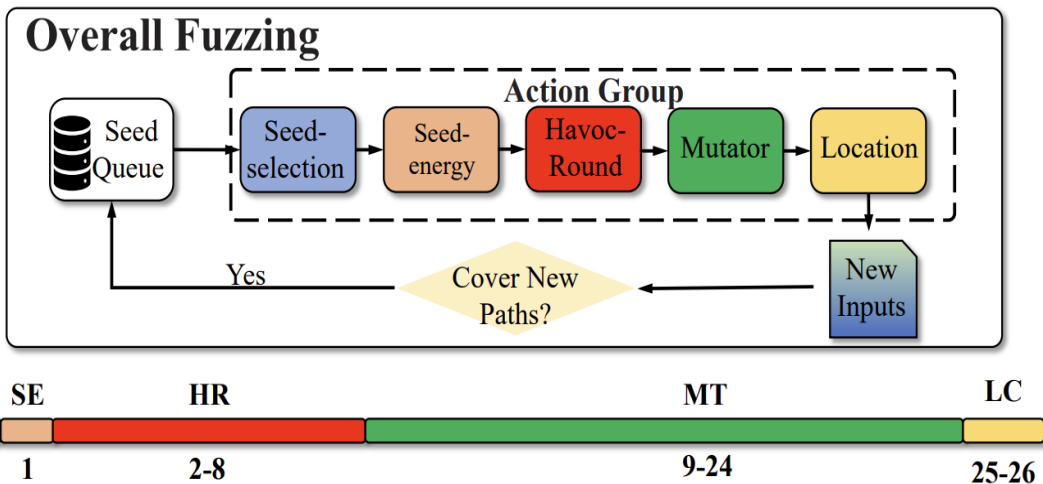 Overall Fuzzing
Action Group
Seed
Queue
Seed-
selection
Seed-
energy
Havoc-
Round
Mutator
Location
New
Inputs
Cover New
Paths?
Yes
SE
HR
MT
LC
1
2-8
9-24
25-26